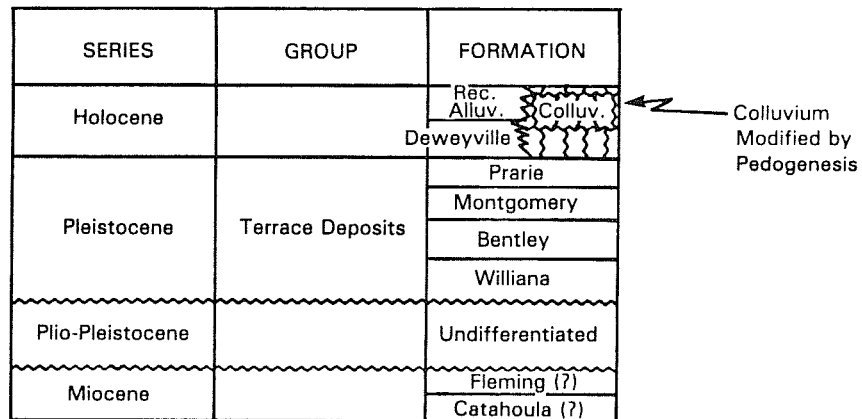 SERIES
GROUP
FORMATION
Holocene
Rec.
Alluv.
Colluv.
Deweyville
Colluvium
Modified by
Pedogenesis
Pleistocene
Terrace Deposits
Prarie
Montgomery
Bentley
Williana
Plio-Pleistocene
Undifferentiated
Miocene
Fleming (?)
Catahoula (?)